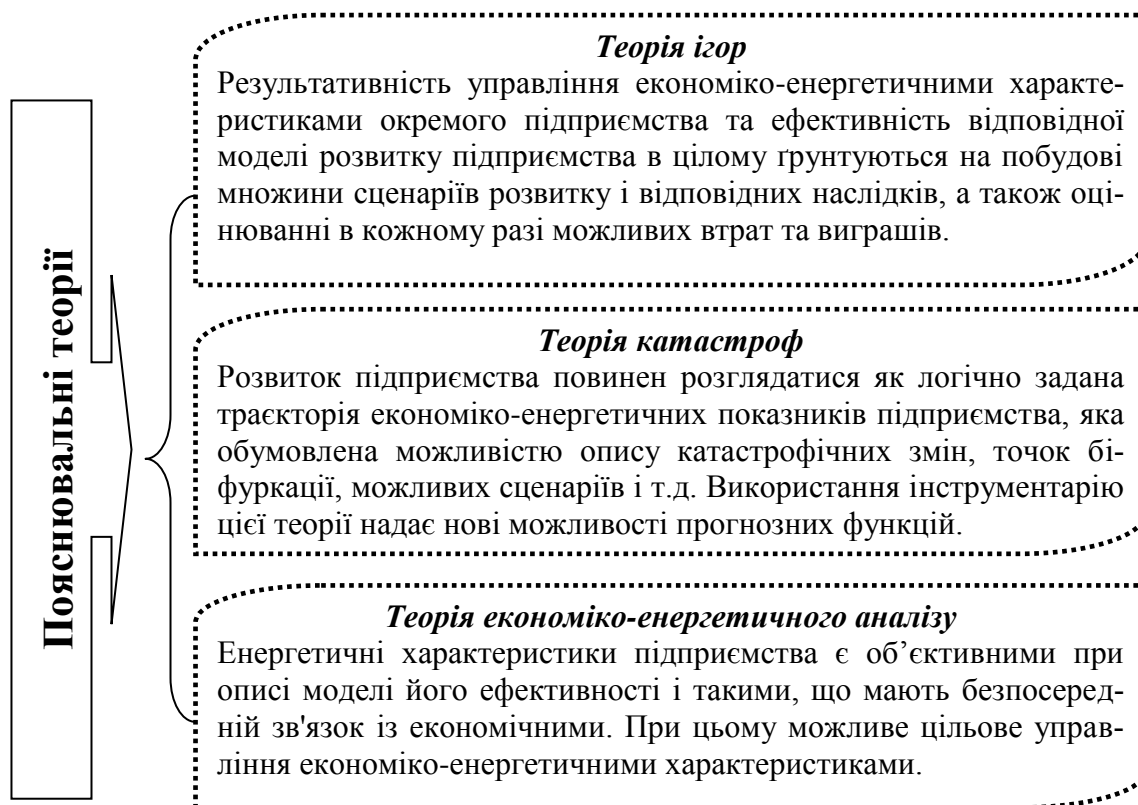 Пояснювальні теорії
Теорія ігор
Результативність управління економіко-енергетичними характе-
ристиками окремого підприємства та ефективність відповідної
моделі розвитку підприємства в цілому ґрунтуються на побудові
множини сценаріїв розвитку і відповідних наслідків, а також оці-
нюванні в кожному разі можливих втрат та виграшів.
Теорія катастроф
Розвиток підприємства повинен розглядатися як логічно задана
траєкторія економіко-енергетичних показників підприємства, яка
обумовлена можливістю опису катастрофічних змін, точок бі-
фуркації, можливих сценаріїв і т.д. Використання інструментарію
цієї теорії надає нові можливості прогнозних функцій.
Теорія економіко-енергетичного аналізу
Енергетичні характеристики підприємства є об’єктивними при
описі моделі його ефективності і такими, що мають безпосеред-
ній зв'язок із економічними. При цьому можливе цільове управ-
ління економіко-енергетичними характеристиками.